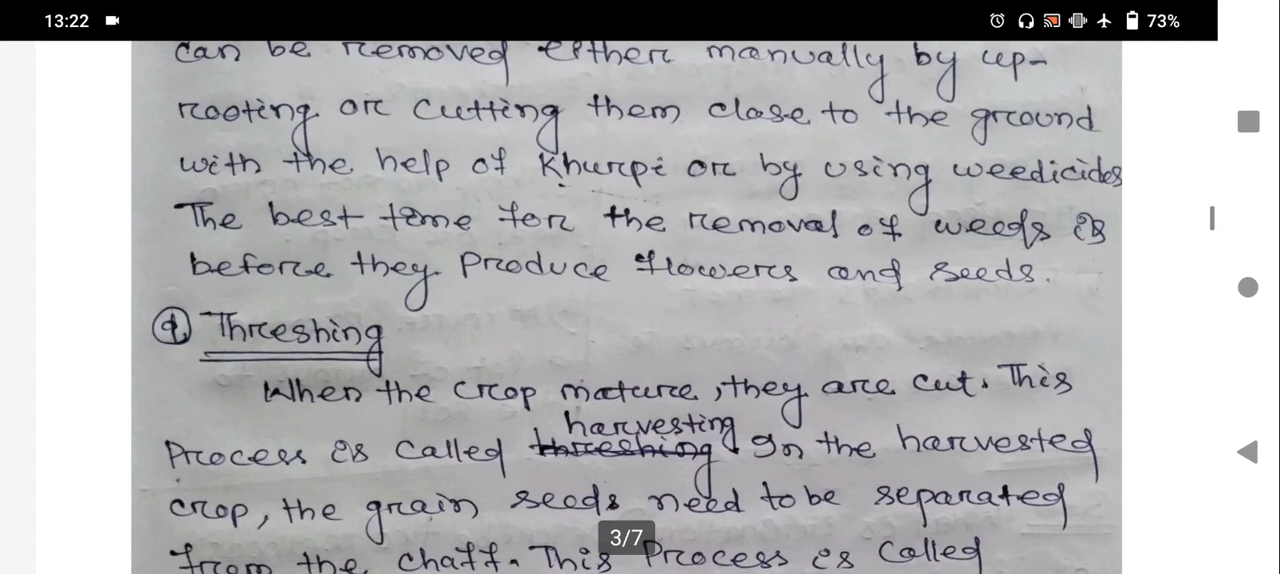 13:22
73%
can be removed either manually by up-
rooting or cutting them close to the ground
with the help of Khurpi or by using weedicides
The best time for the removal of weeds is
before they produce flowers and seeds.
d Threshing
When the crop mature, they are cut. This
harvesting
Process is called threshing. In the harvested
crop, the grain seeds need to be separated
from the chaff. This Process is called
3/7